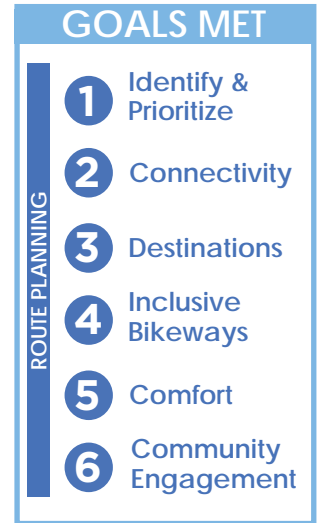 GOALS MET
ROUTE PLANNING
1
Identify &
Prioritize
2
Connectivity
3
Destinations
4
Inclusive
Bikeways
5
Comfort
6
Community
Engagement